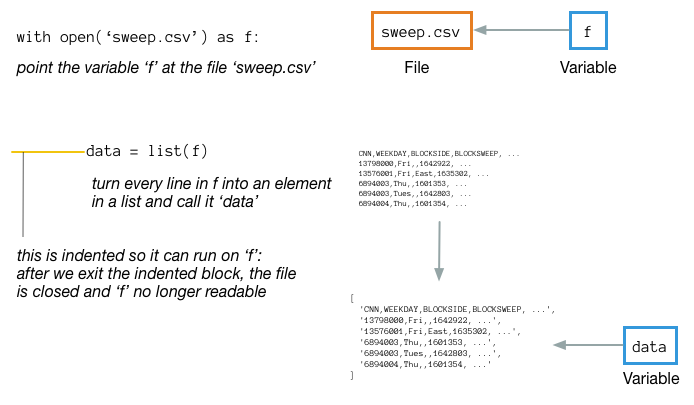 with open(‘sweep.csv’) as f:
point the variable ‘f’ at the file ‘sweep.csv’
sweep.csv
f
File
Variable
data = list(f)
turn every line in f into an element
in a list and call it ‘data’
this is indented so it can run on ‘f’:
after we exit the indented block, the file
is closed and ‘f’ no longer readable
CNN,WEEKDAY,BLOCKSIDE,BLOCKSWEEP, ...
13798000,Fri,,1642922, ...
13576001,Fri,East,1635302, ...
6894003,Thu,,1601353, ...
6894003,Tues,,1642803, ...
6894004,Thu,,1601354, ...
[
'CNN,WEEKDAY,BLOCKSIDE,BLOCKSWEEP, ...',
'13798000,Fri,,1642922, ...',
'13576001,Fri,East,1635302, ...',
'6894003,Thu,,1601353, ...',
'6894003,Tues,,1642803, ...',
'6894004,Thu,,1601354, ...'
]
data
Variable